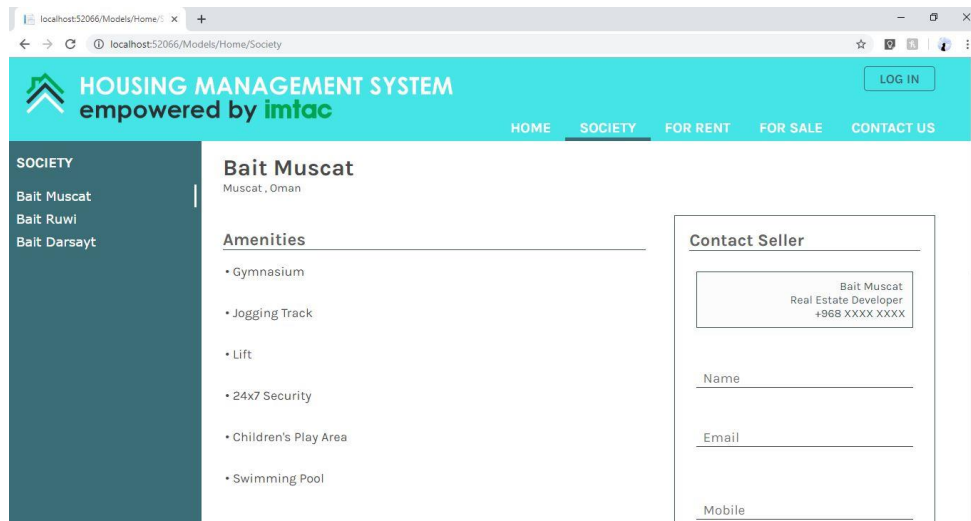 localhost:52066/Models/Home/S
localhost:52066/Models/Home/Society
HOUSING MANAGEMENT SYSTEM
empowered by imtac
LOG IN
HOME SOCIETY FOR RENT FOR SALE CONTACT US
SOCIETY
Bait Muscat
Bait Ruwi
Bait Darsayt
Bait Muscat
Muscat , Oman
Amenities
• Gymnasium
• Jogging Track
• Lift
• 24x7 Security
• Children's Play Area
• Swimming Pool
Contact Seller
Bait Muscat
Real Estate Developer
+968 XXXX XXXX
Name
Email
Mobile